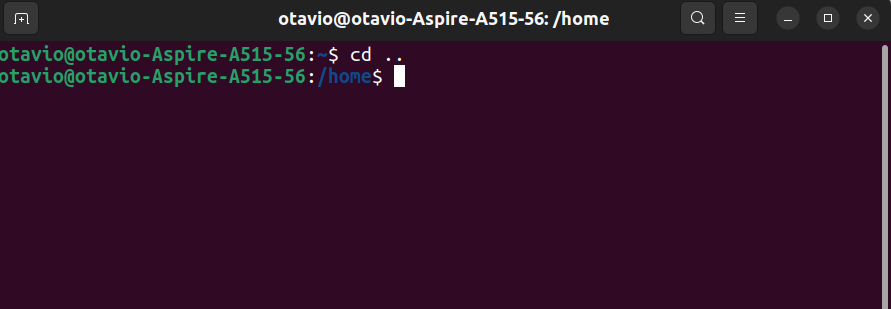 otavio@otavio-Aspire-A515-56: /home
otavio@otavio-Aspire-A515-56:~$ cd ..
otavio@otavio-Aspire-A515-56:/home$